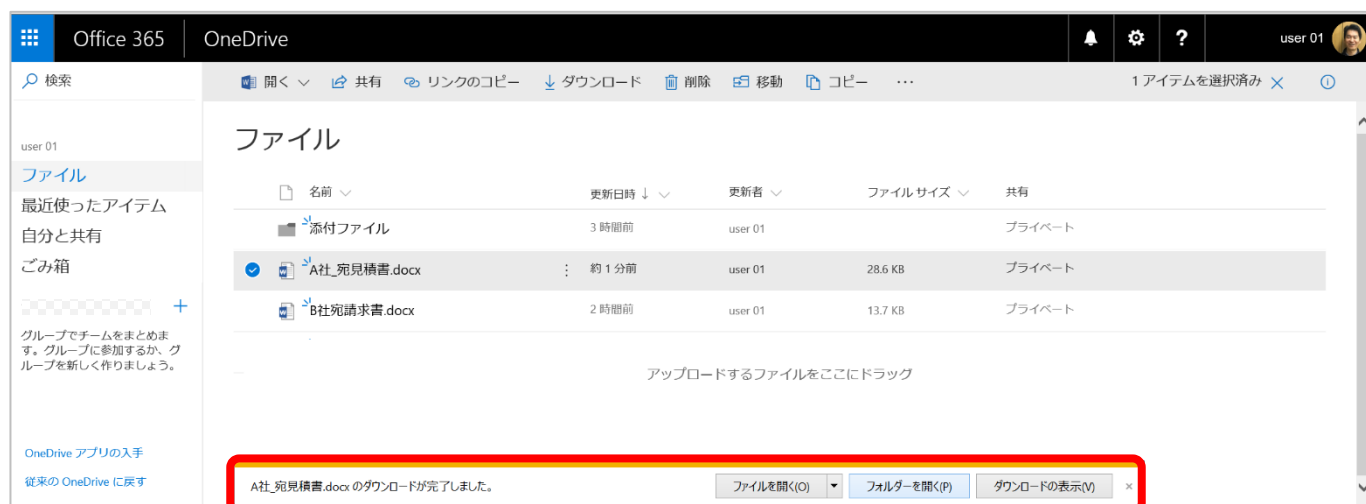 Office 365 OneDrive ? user 01
検索 開く 共有 リンクのコピー ダウンロード 削除 移動 コピー … 1 アイテムを選択済み
user 01
ファイル
ファイル
最近使ったアイテム
自分と共有
ごみ箱
グループでチームをまとめま
す。グループに参加するか、グ
ループを新しく作りましょう。
OneDrive アプリの入手
従来の OneDrive に戻す
名前 更新日時 ↓ 更新者 ファイル サイズ 共有
添付ファイル 3 時間前 user 01 プライベート
A社_宛見積書.docx 約 1 分前 user 01 28.6 KB プライベート
B社宛請求書.docx 2 時間前 user 01 13.7 KB プライベート
アップロードするファイルをここにドラッグ
A社_宛見積書.docx のダウンロードが完了しました。 ファイルを開く(O) フォルダーを開く(P) ダウンロードの表示(V) ×